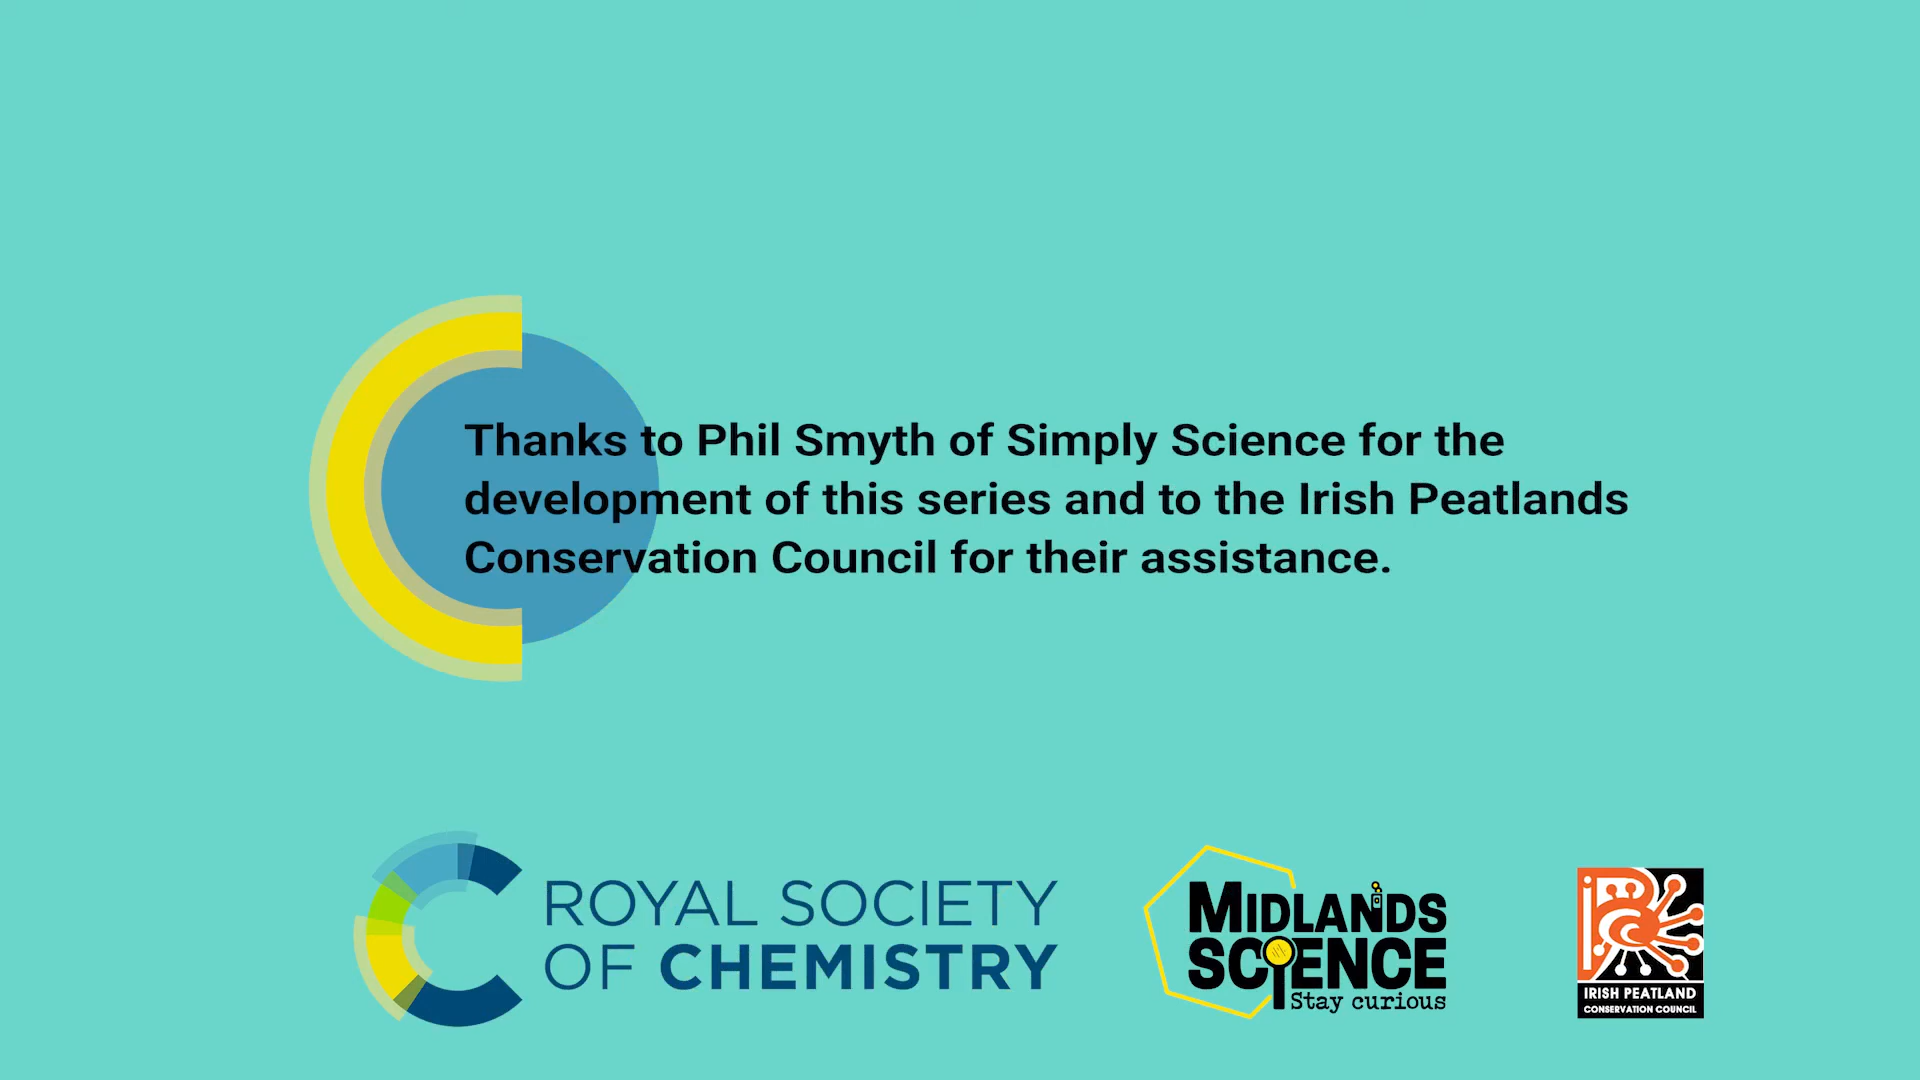 Thanks to Phil Smyth of Simply Science for the
development of this series and to the Irish Peatlands
Conservation Council for their assistance.
ROYAL SOCIETY
OF CHEMISTRY
MIDLANDS
SCIENCE
Stay curious
IRISH PEATLAND
CONSERVATION COUNCIL